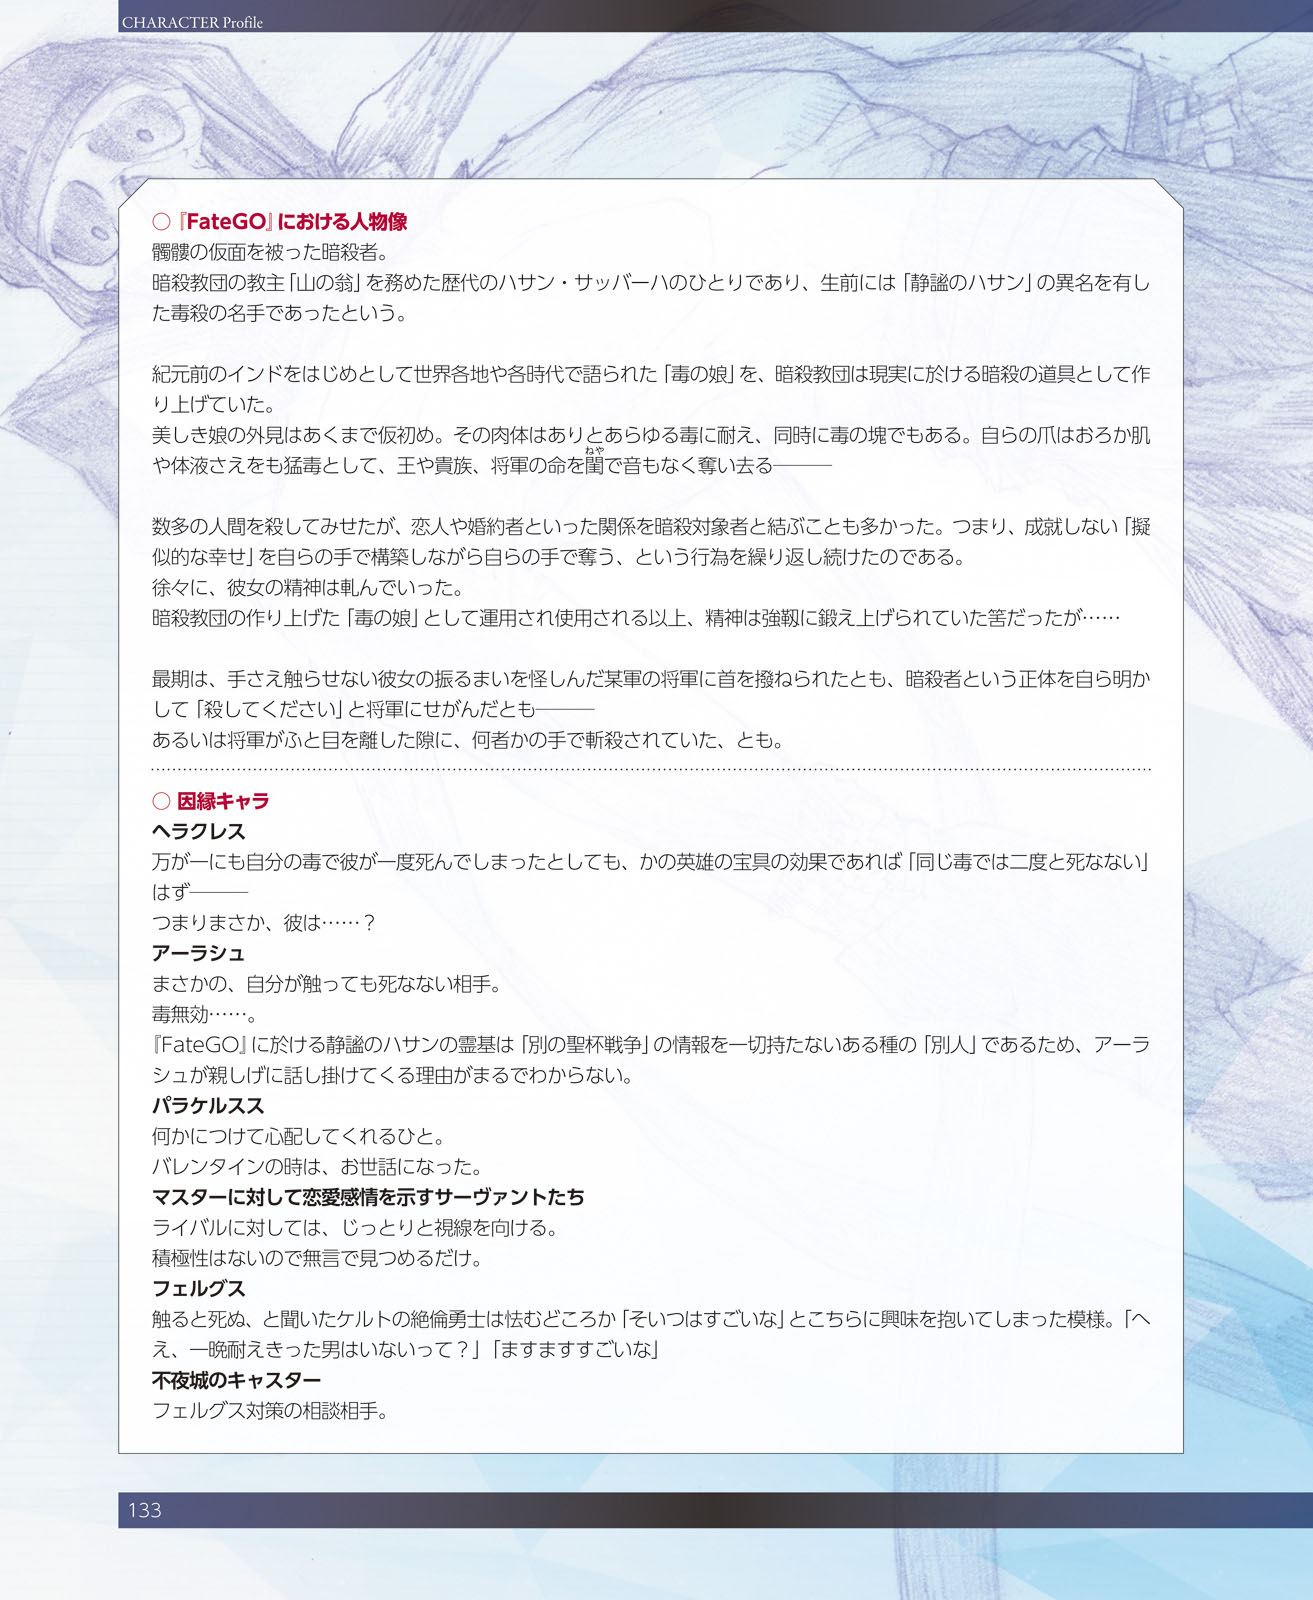 CHARACTER Profile
○『FateGO』における人物像
髑髏の仮面を被った暗殺者。
暗殺教団の教主「山の翁」を務めた歴代のハサン・サッバーハのひとりであり、生前には「静謐のハサン」の異名を有し
た毒殺の名手であったという。
紀元前のインドをはじめとして世界各地や各時代で語られた「毒の娘」を、暗殺教団は現実に於ける暗殺の道具として作
り上げていた。
美しき娘の外見はあくまで仮初め。その肉体はありとあらゆる毒に耐え、同時に毒の塊でもある。自らの爪はおろか肌
ねや
や体液さえをも猛毒として、王や貴族、将軍の命を閨で音もなく奪い去る———
数多の人間を殺してみせたが、恋人や婚約者といった関係を暗殺対象者と結ぶことも多かった。つまり、成就しない「擬
似的な幸せ」を自らの手で構築しながら自らの手で奪う、という行為を繰り返し続けたのである。
徐々に、彼女の精神は軋んでいった。
暗殺教団の作り上げた「毒の娘」として運用され使用される以上、精神は強靱に鍛え上げられていた筈だったが……
最期は、手さえ触らせない彼女の振るまいを怪しんだ某軍の将軍に首を撥ねられたとも、暗殺者という正体を自ら明か
して「殺してください」と将軍にせがんだとも———
あるいは将軍がふと目を離した隙に、何者かの手で斬殺されていた、とも。
○ 因縁キャラ
ヘラクレス
万が一にも自分の毒で彼が一度死んでしまったとしても、かの英雄の宝具の効果であれば「同じ毒では二度と死なない」
はず———
つまりまさか、彼は……？
アーラシュ
まさかの、自分が触っても死なない相手。
毒無効……。
『FateGO』に於ける静謐のハサンの霊基は「別の聖杯戦争」の情報を一切持たないある種の「別人」であるため、アーラ
シュが親しげに話し掛けてくる理由がまるでわからない。
パラケルスス
何かにつけて心配してくれるひと。
バレンタインの時は、お世話になった。
マスターに対して恋愛感情を示すサーヴァントたち
ライバルに対しては、じっとりと視線を向ける。
積極性はないので無言で見つめるだけ。
フェルグス
触ると死ぬ、と聞いたケルトの絶倫勇士は怯むどころか「そいつはすごいな」とこちらに興味を抱いてしまった模様。「へ
え、一晩耐えきった男はいないって？」「ますますすごいな」
不夜城のキャスター
フェルグス対策の相談相手。
133